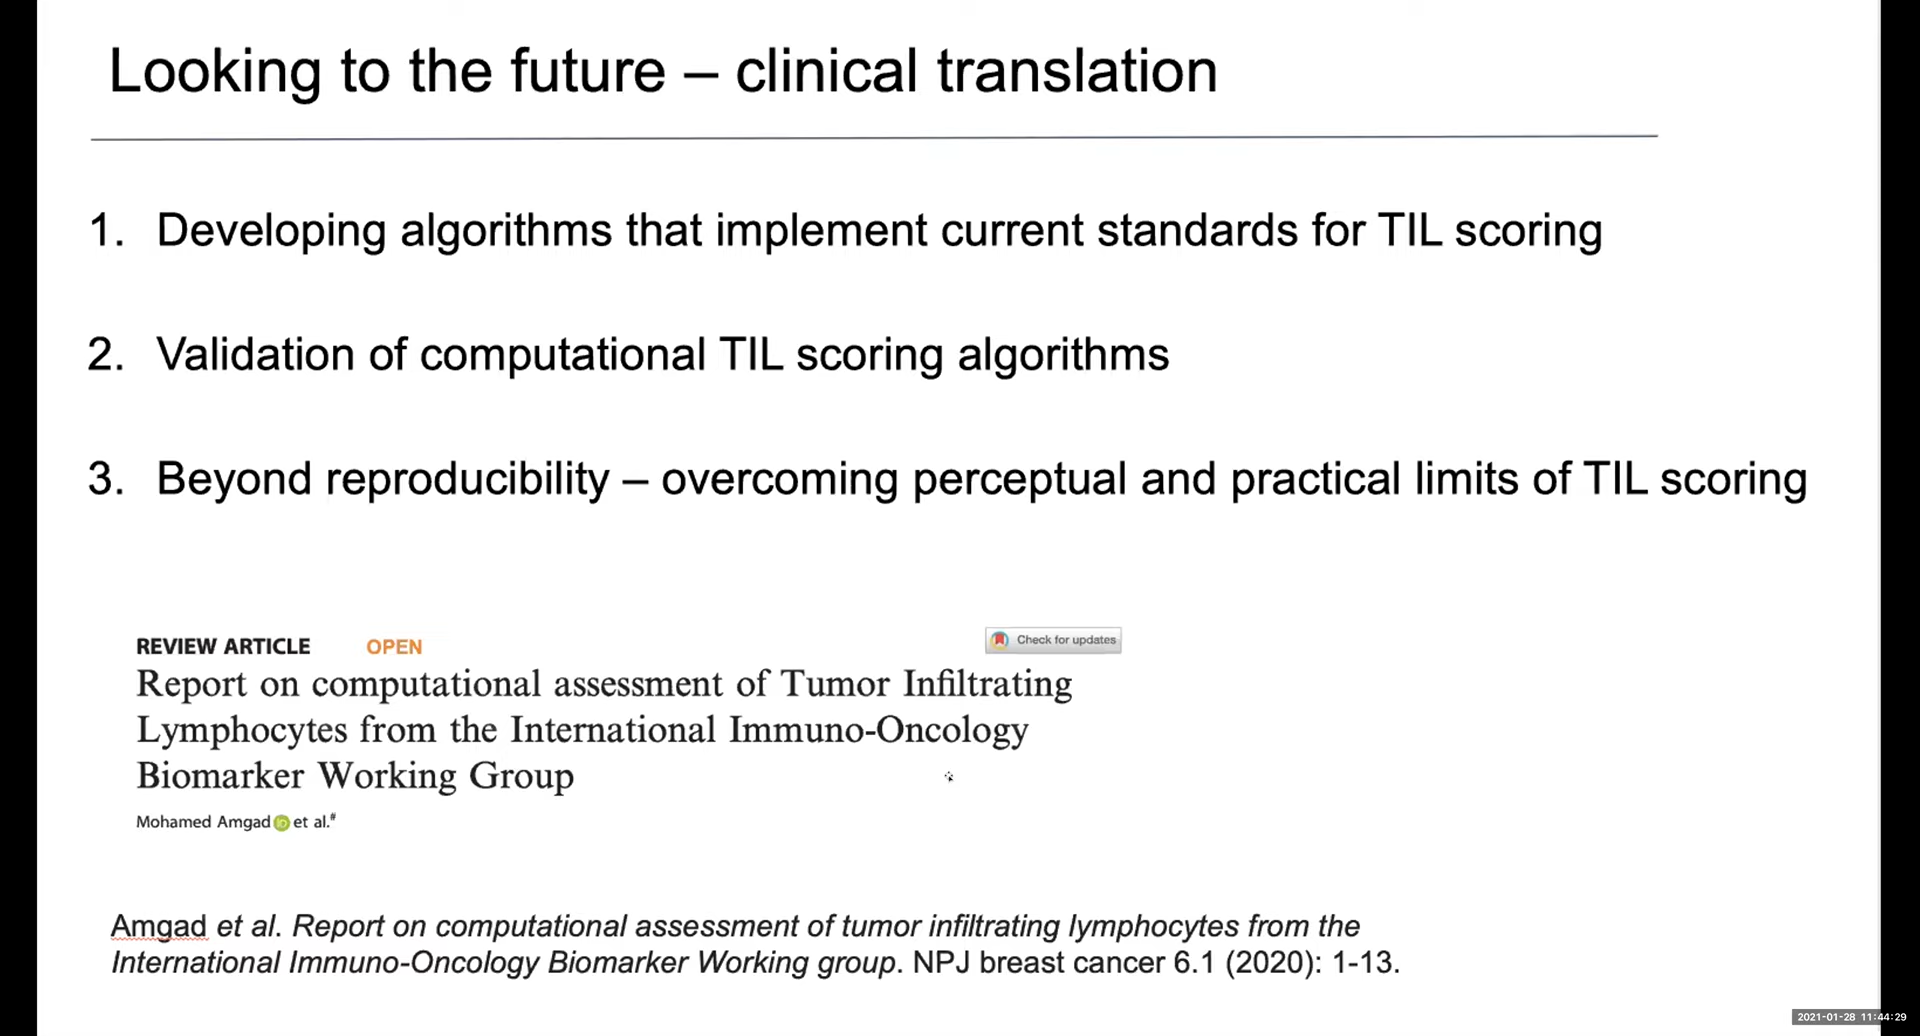 Looking to the future – clinical translation
1. Developing algorithms that implement current standards for TIL scoring
2. Validation of computational TIL scoring algorithms
3. Beyond reproducibility – overcoming perceptual and practical limits of TIL scoring
REVIEW ARTICLE OPEN
Check for updates
Report on computational assessment of Tumor Infiltrating
Lymphocytes from the International Immuno-Oncology
Biomarker Working Group
Mohamed Amgad iD et al.#
Amgad et al. Report on computational assessment of tumor infiltrating lymphocytes from the
International Immuno-Oncology Biomarker Working group. NPJ breast cancer 6.1 (2020): 1-13.
2021-01-28 11:44:29